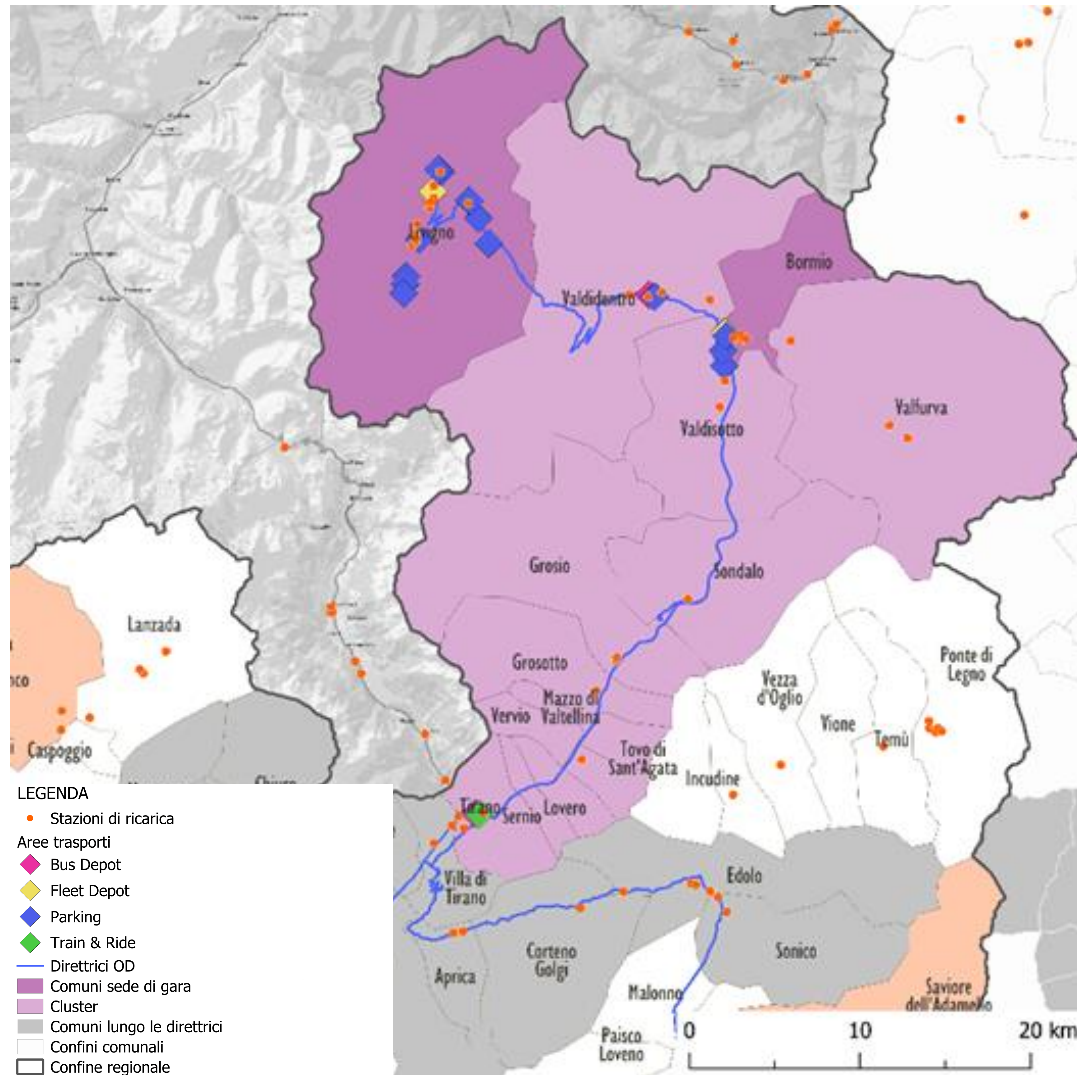 Livigno
Bormio
Valdidentro
Valfurva
Valdisotto
Grosio
Sondalo
Lanzada
Grosotto
Ponte di
Legno
Vezza
d'Oglio
Mazzo di
Valtellina
Vervio
Vione
Temù
Caspoggio
Tovo di
Sant'Agata
Incudine
Tirano
Sernio
Lovero
Villa di
Tirano
Edolo
Corteno
Golgi
Aprica
Sonico
Malonno
Saviore
dell'Adamello
Paisco
Loveno
LEGENDA
Stazioni di ricarica
Aree trasporti
Bus Depot
Fleet Depot
Parking
Train & Ride
Direttrici OD
Comuni sede di gara
Cluster
Comuni lungo le direttrici
Confini comunali
Confine regionale
0 10 20 km